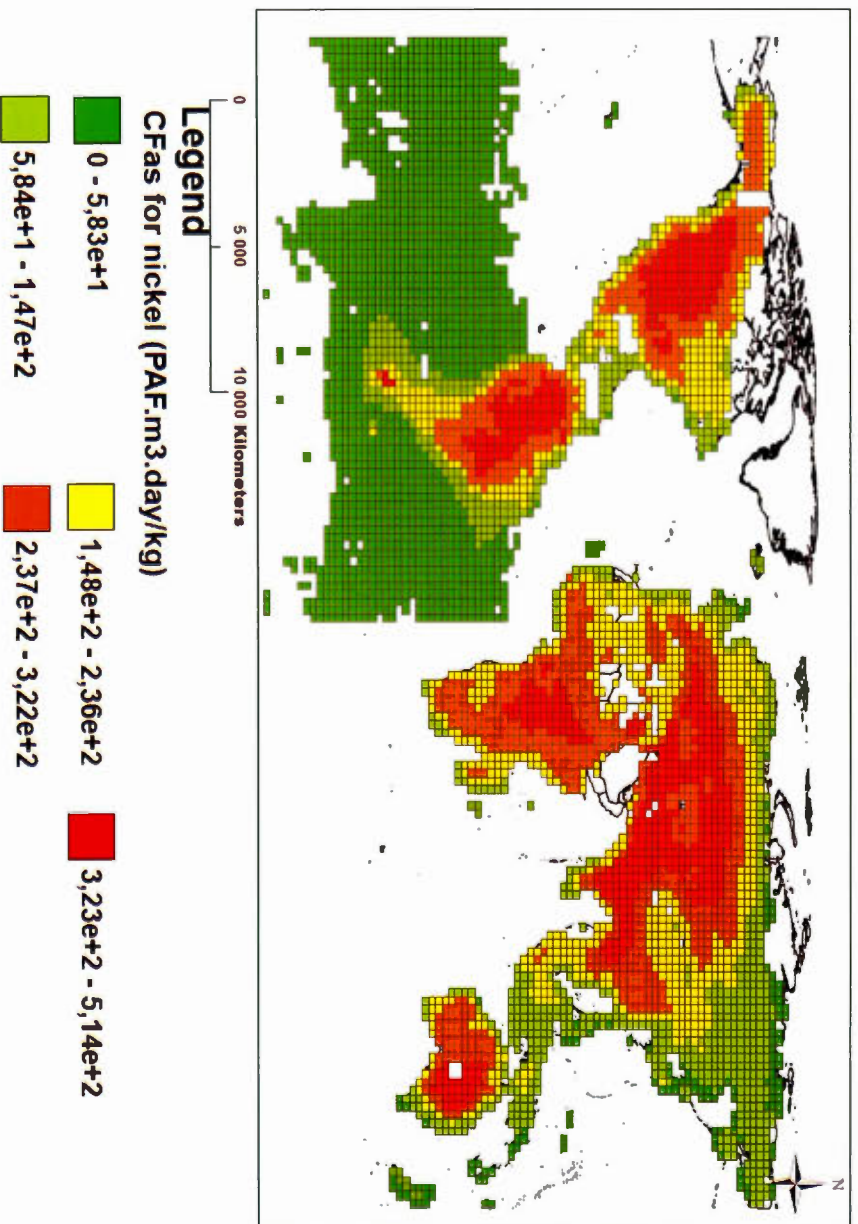 N
0 5 000 10 000 Kilometers
Legend
CFas for nickel (PAF.m3.day/kg)
0 - 5,83e+1
1,48e+2 - 2,36e+2
3,23e+2 - 5,14e+2
5,84e+1 - 1,47e+2
2,37e+2 - 3,22e+2